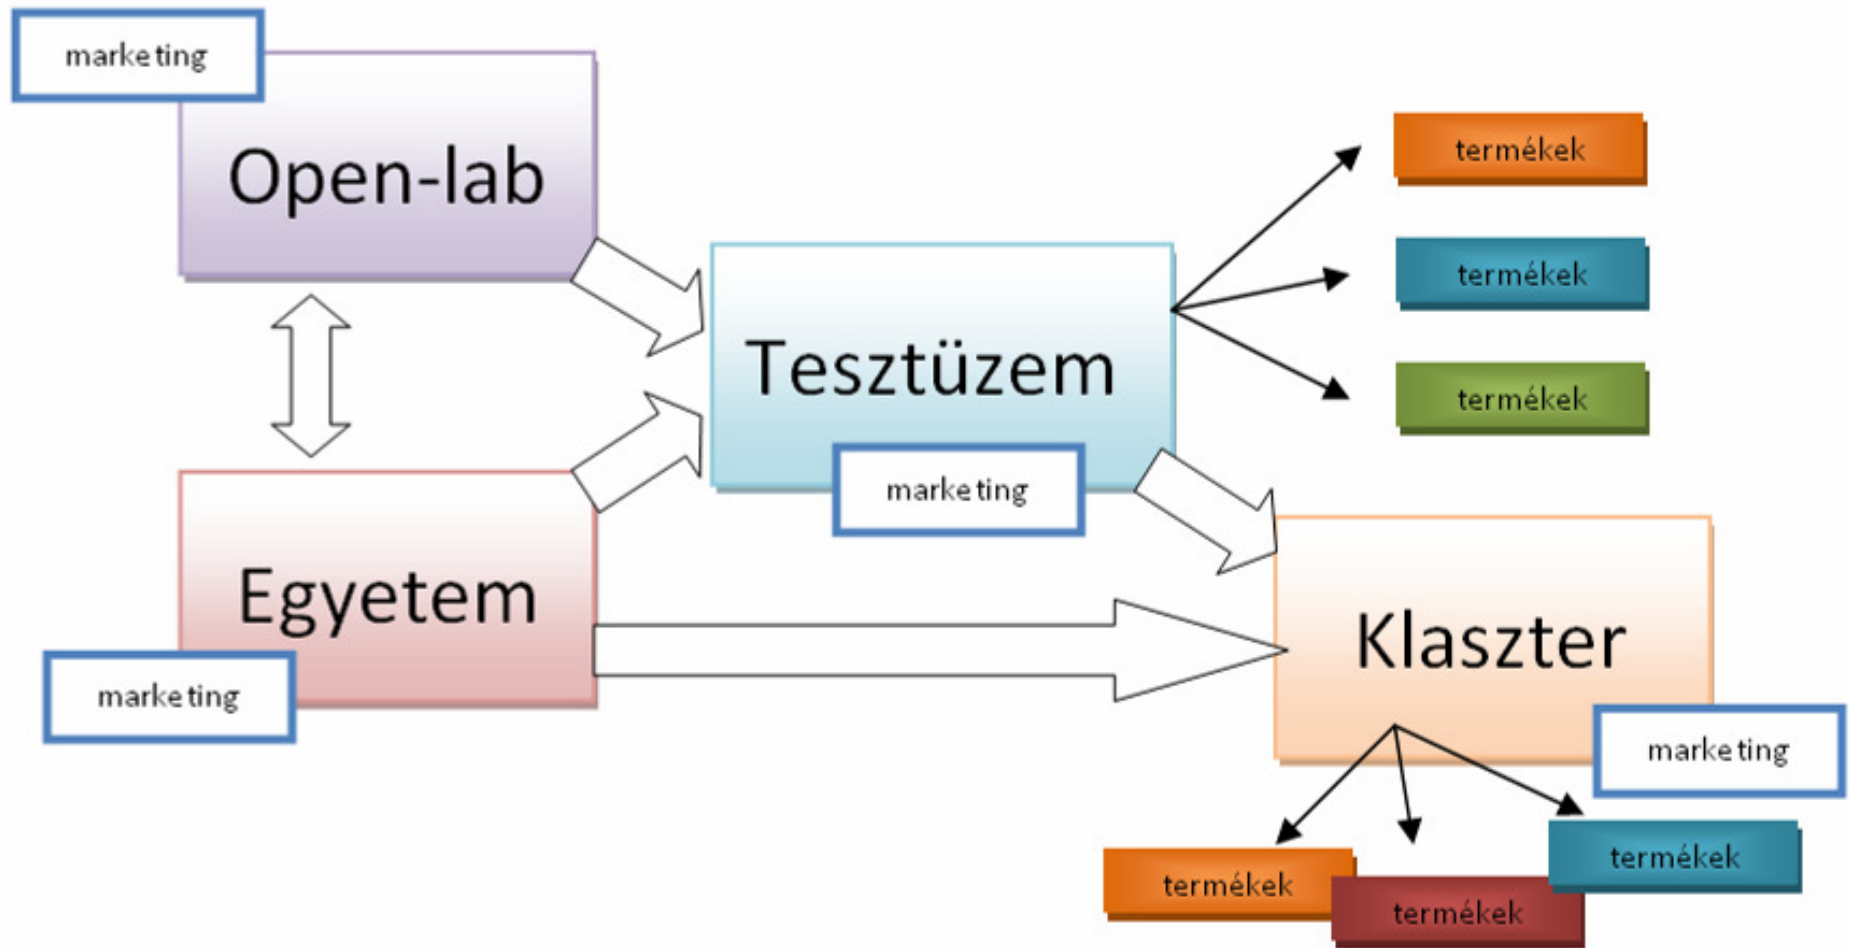 marketing
Open-lab
termékek
termékek
Tesztüzem
termékek
marketing
Egyetem
marketing
Klaszter
marketing
termékek
termékek
termékek